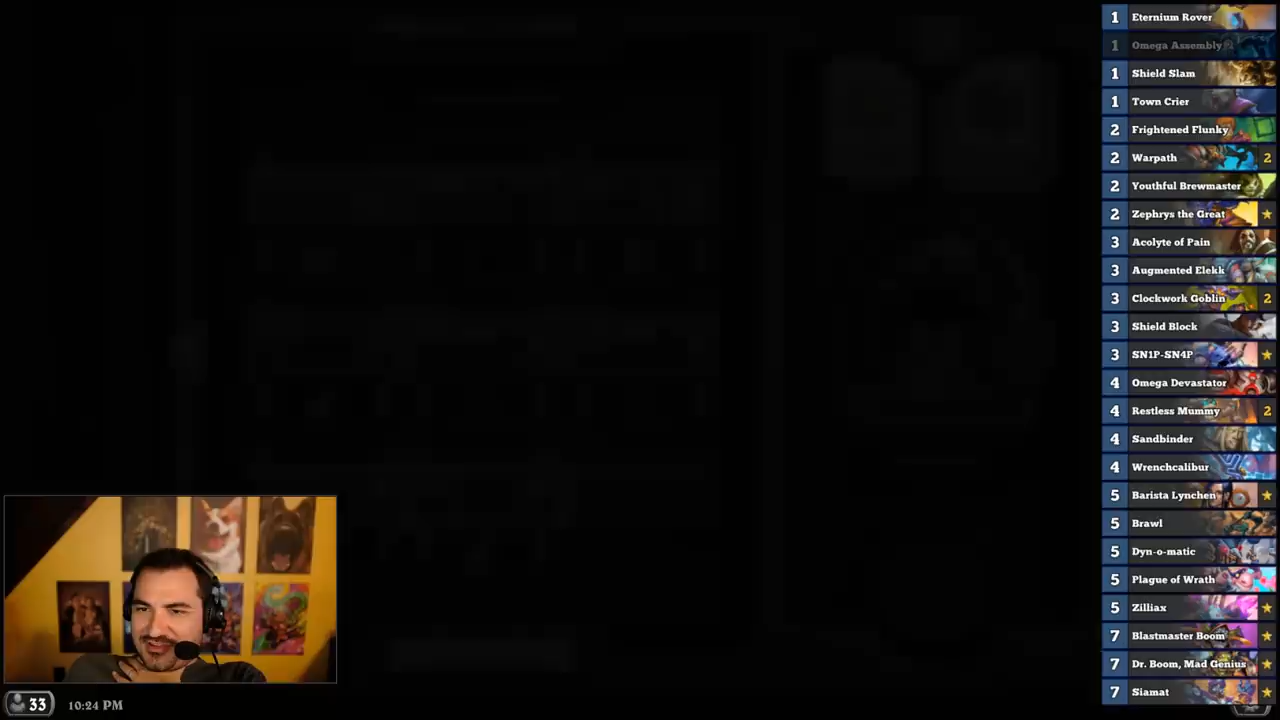 1 Eternium Rover
1 Omega Assembly
1 Shield Slam
1 Town Crier
2 Frightened Flunky
2 Warpath 2
2 Youthful Brewmaster
2 Zephrys the Great
3 Acolyte of Pain
3 Augmented Elekk
3 Clockwork Goblin 2
3 Shield Block
3 SN1P-SN4P
4 Omega Devastator
4 Restless Mummy 2
4 Sandbinder
4 Wrenchcalibur
5 Barista Lynchen
5 Brawl
5 Dyn-o-matic
5 Plague of Wrath
5 Zilliax
7 Blastmaster Boom
7 Dr. Boom, Mad Genius
7 Siamat
33 10:24 PM